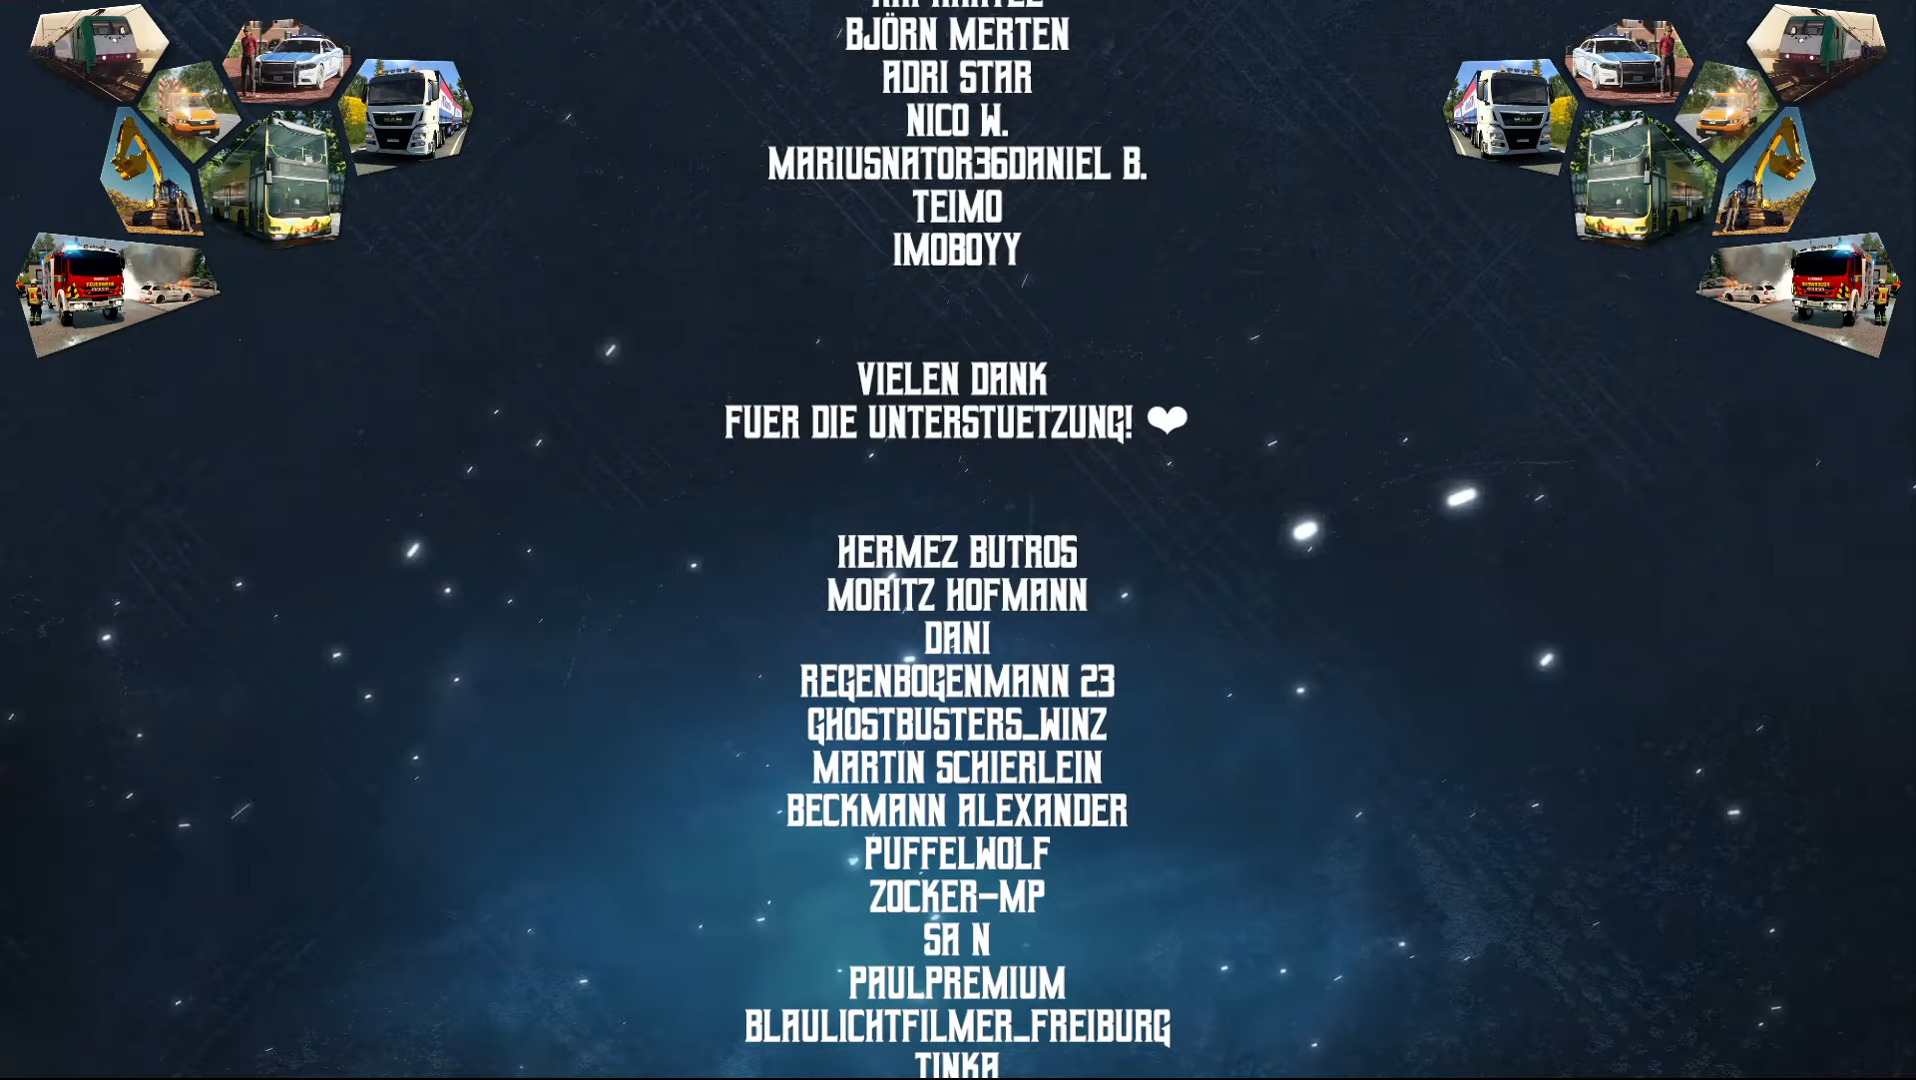 BJÖRN MERTEN
ADRI STAR
NICO W.
MARIUSNATOR36DANIEL B.
TEIMO
IMOBOYY
VIELEN DANK
FUER DIE UNTERSTUETZUNG! ❤
HERMEZ BUTROS
MORITZ HOFMANN
DANI
REGENBOGENMANN 23
GHOSTBUSTERS_WINZ
MARTIN SCHIERLEIN
BECKMANN ALEXANDER
PUFFELWOLF
ZOCKER-MP
SA N
PAULPREMIUM
BLAULICHTFILMER_FREIBURG
TINKA